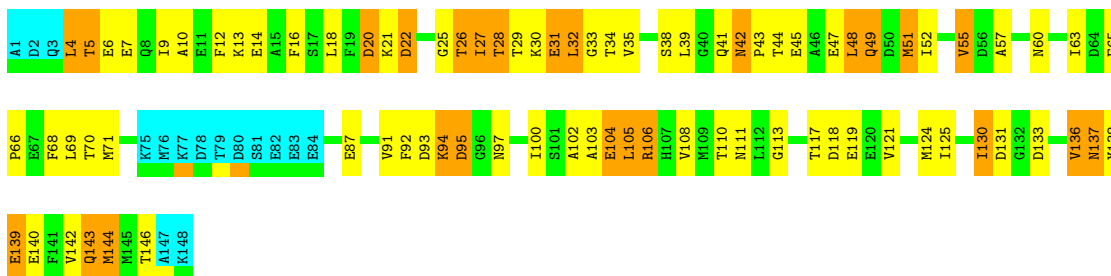 A1 D2 Q3 L4 T5 E6 E7 Q8 I9 A10 E11 F12 K13 E14 A15 F16 S17 L18 F19 D20 K21 D22 G25 T26 I27 T28 T29 K30 E31 L32 G33 T34 V35 S38 L39 G40 Q41 N42 P43 T44 E45 A46 E47 L48 Q49 D50 M51 I52 V55 D56 A57 N60 I63 D64
P66 E67 F68 L69 T70 M71 K75 M76 K77 D78 T79 D80 S81 E82 E83 E84 E87 V91 F92 D93 K94 D95 G96 N97 I100 S101 A102 A103 E104 L105 R106 H107 V108 M109 T110 N111 L112 G113 T117 D118 E119 E120 V121 M124 I125 I130 D131 G132 D133 V136 N137
E139 E140 F141 V142 Q143 M144 M145 T146 A147 K148